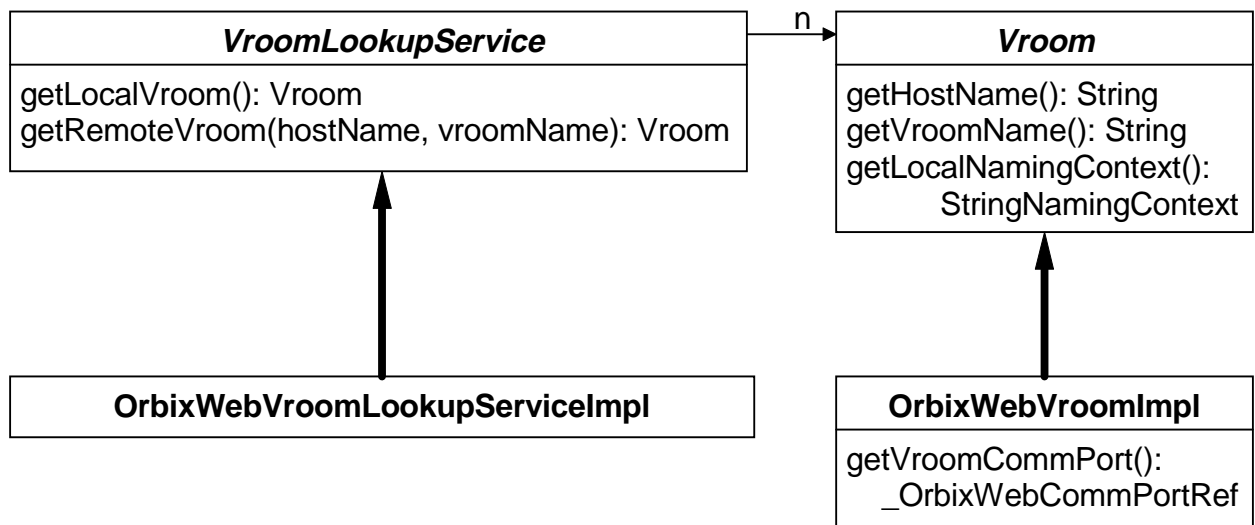 VroomLookupService
getLocalVroom(): Vroom
getRemoteVroom(hostName, vroomName): Vroom
n
Vroom
getHostName(): String
getVroomName(): String
getLocalNamingContext():
StringNamingContext
OrbixWebVroomLookupServiceImpl
OrbixWebVroomImpl
getVroomCommPort():
_OrbixWebCommPortRef